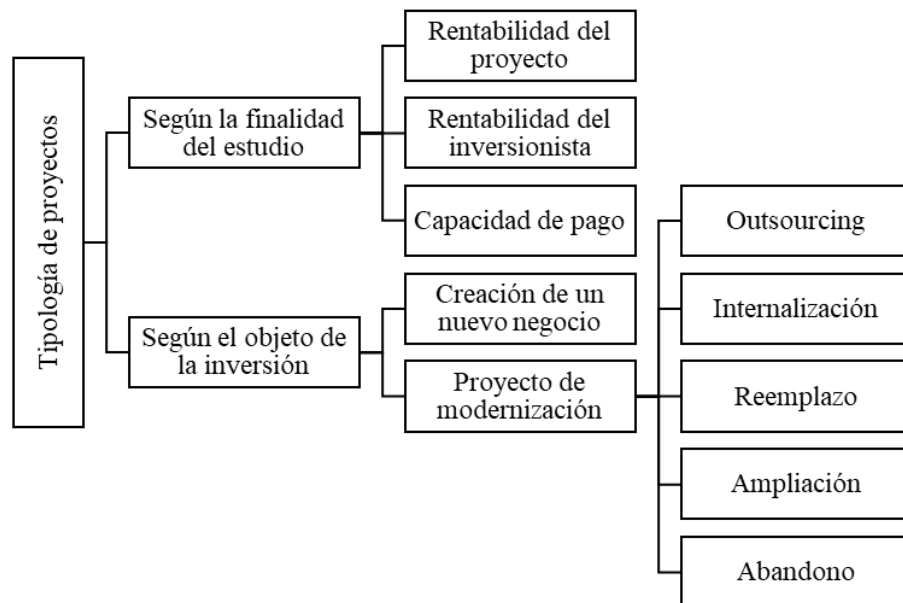 Tipología de proyectos
Según la finalidad
del estudio
Rentabilidad del
proyecto
Rentabilidad del
inversionista
Capacidad de pago
Según el objeto de
la inversión
Creación de un
nuevo negocio
Proyecto de
modernización
Outsourcing
Internalización
Reemplazo
Ampliación
Abandono